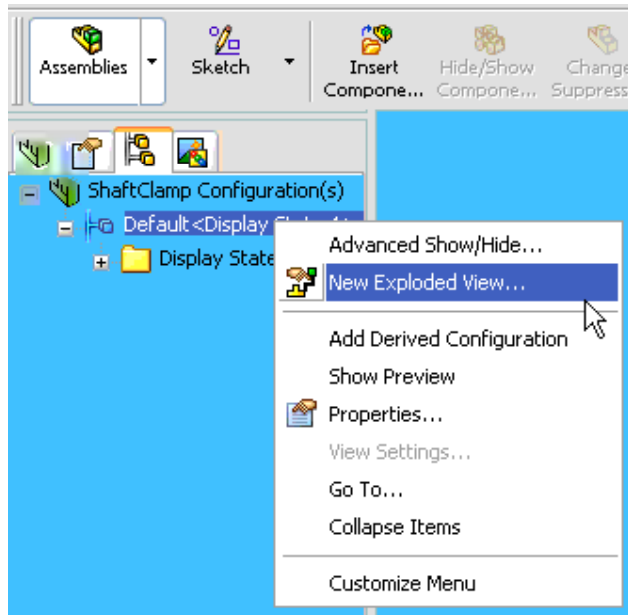 Assemblies
Sketch
Insert
Compone...
Hide/Show
Compone...
Change
Suppress
ShaftClamp Configuration(s)
Default<Display
Display State
Advanced Show/Hide...
New Exploded View...
Add Derived Configuration
Show Preview
Properties...
View Settings...
Go To...
Collapse Items
Customize Menu